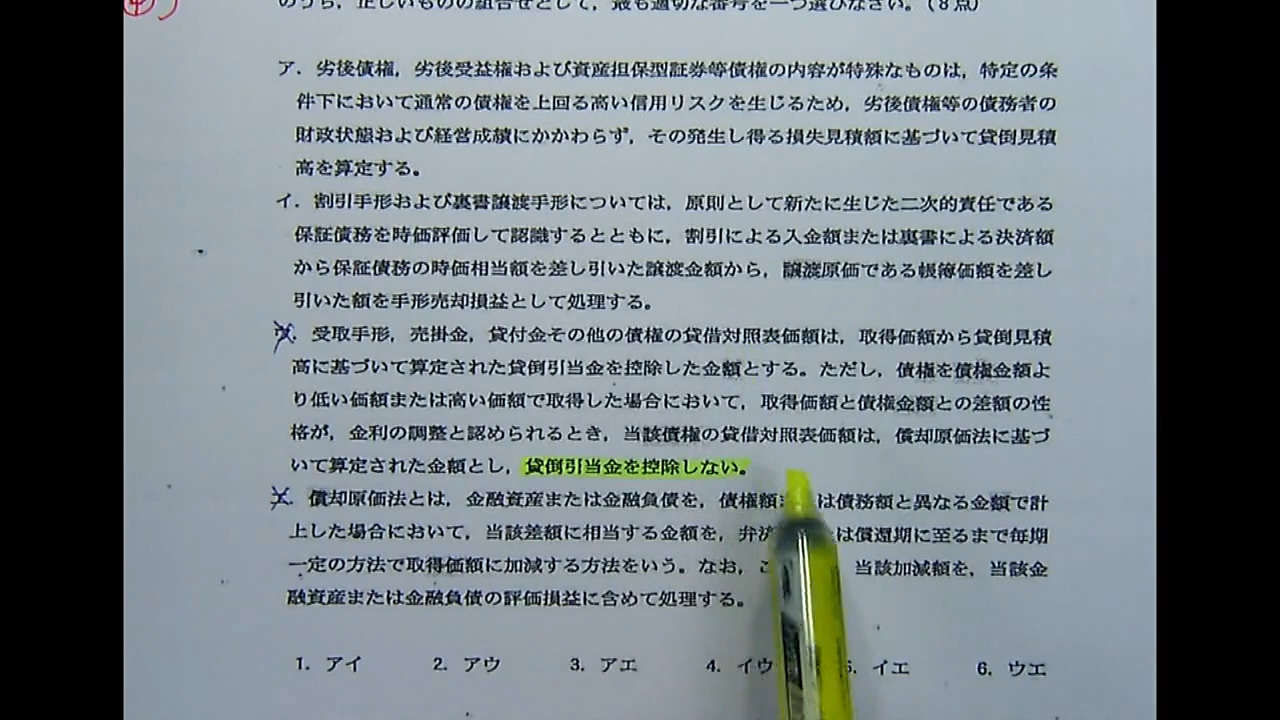 のうち，正しいものの組合せとして，最も適切な番号を一つ選びなさい。（8点）
ア．劣後債権，劣後受益権および資産担保型証券等債権の内容が特殊なものは，特定の条
件下において通常の債権を上回る高い信用リスクを生じるため，劣後債権等の債務者の
財政状態および経営成績にかかわらず，その発生し得る損失見積額に基づいて貸倒見積
高を算定する。
イ．割引手形および裏書譲渡手形については，原則として新たに生じた二次的責任である
保証債務を時価評価して認識するとともに，割引による入金額または裏書による決済額
から保証債務の時価相当額を差し引いた譲渡金額から，譲渡原価である帳簿価額を差し
引いた額を手形売却損益として処理する。
ウ．受取手形，売掛金，貸付金その他の債権の貸借対照表価額は，取得価額から貸倒見積
高に基づいて算定された貸倒引当金を控除した金額とする。ただし，債権を債権金額よ
り低い価額または高い価額で取得した場合において，取得価額と債権金額との差額の性
格が，金利の調整と認められるとき，当該債権の貸借対照表価額は，償却原価法に基づ
いて算定された金額とし，貸倒引当金を控除しない。
エ．償却原価法とは，金融資産または金融負債を，債権額ま は債務額と異なる金額で計
上した場合において，当該差額に相当する金額を，弁済 は償還期に至るまで毎期
一定の方法で取得価額に加減する方法をいう。なお，こ 当該加減額を，当該金
融資産または金融負債の評価損益に含めて処理する。
1．アイ 2．アウ 3．アエ 4．イウ 5．イエ 6．ウエ